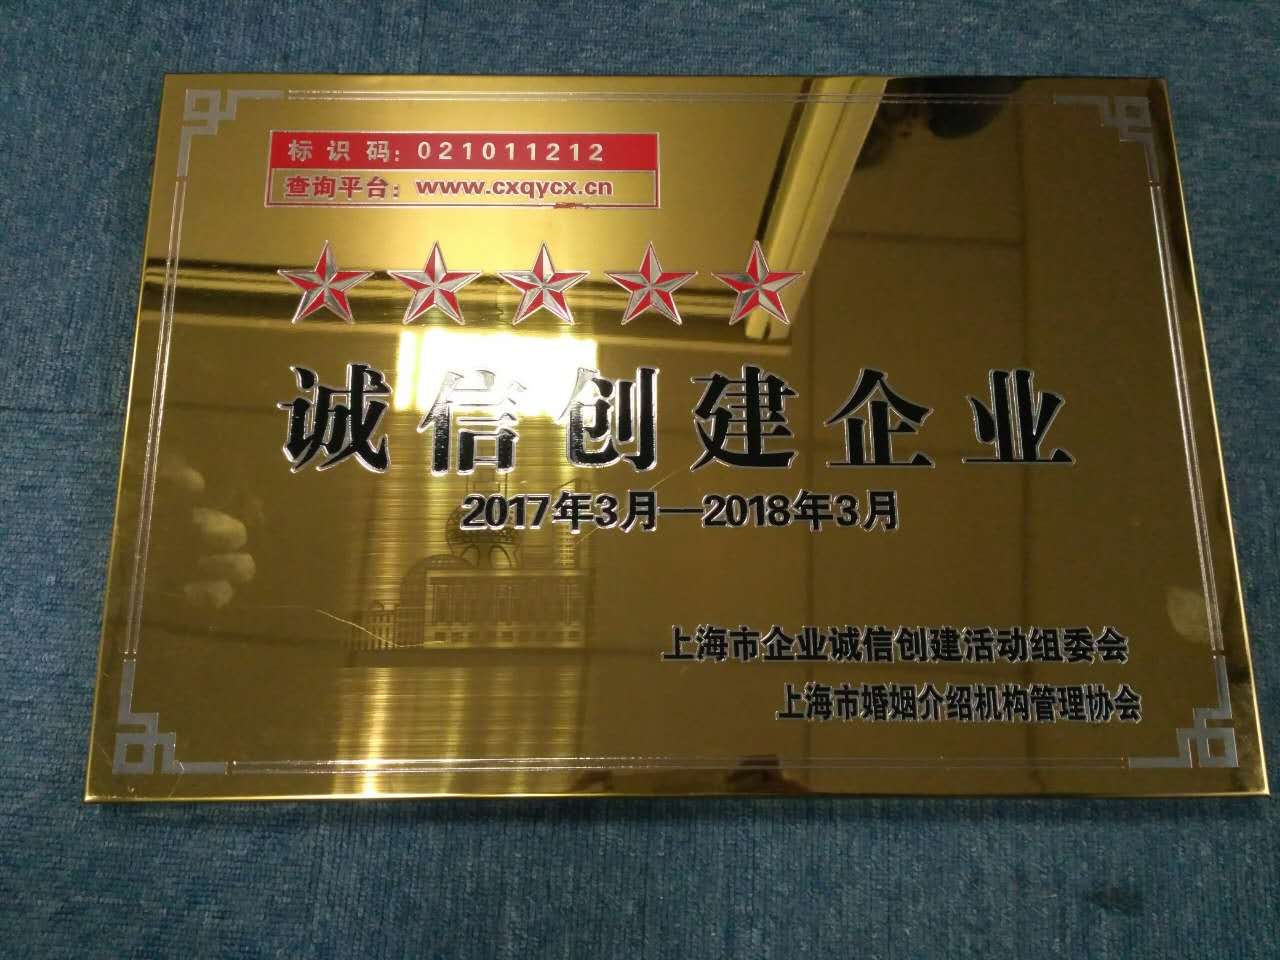 标识码：021011212
查询平台：www.cxqycx.cn
诚信创建企业
2017年3月—2018年3月
上海市企业诚信创建活动组委会
上海市婚姻介绍机构管理协会